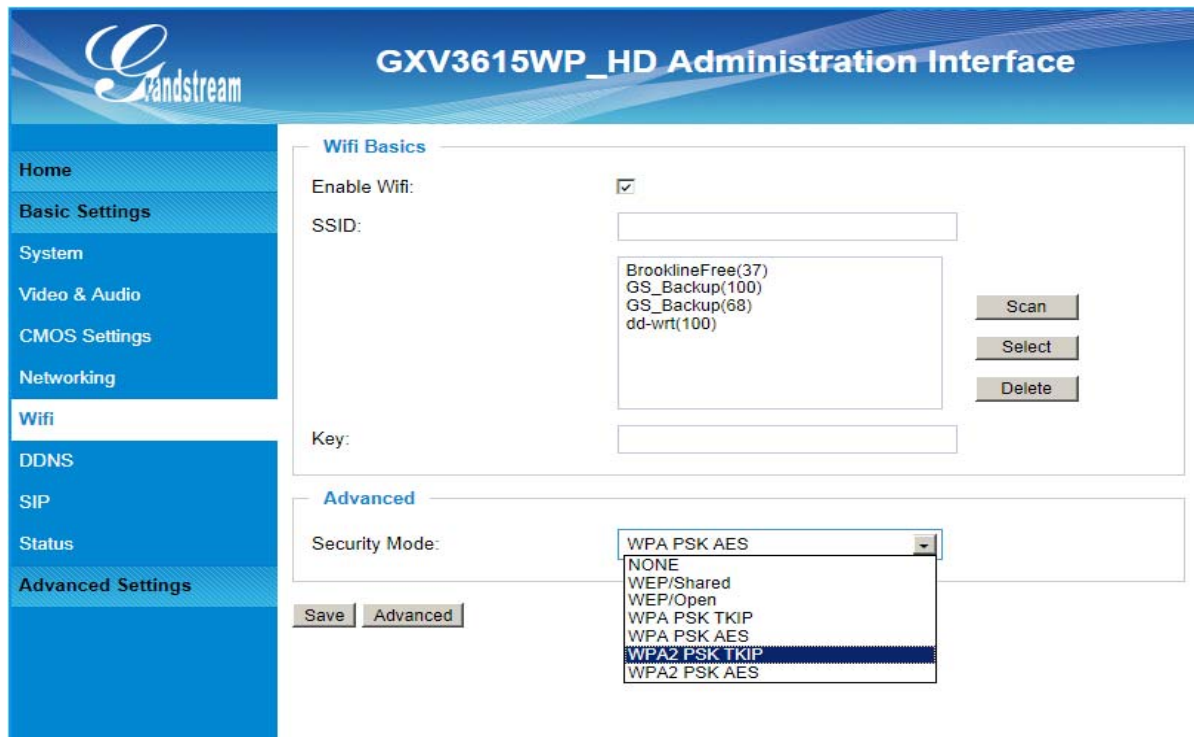 Grandstream
GXV3615WP_HD Administration Interface
Home
Basic Settings
System
Video & Audio
CMOS Settings
Networking
Wifi
DDNS
SIP
Status
Advanced Settings
Wifi Basics
Enable Wifi:
SSID:
BrooklineFree(37)
GS_Backup(100)
GS_Backup(68)
dd-wrt(100)
Scan
Select
Delete
Key:
Advanced
Security Mode:
WPA PSK AES
NONE
WEP/Shared
WEP/Open
WPA PSK TKIP
WPA PSK AES
WPA2 PSK TKIP
WPA2 PSK AES
Save Advanced